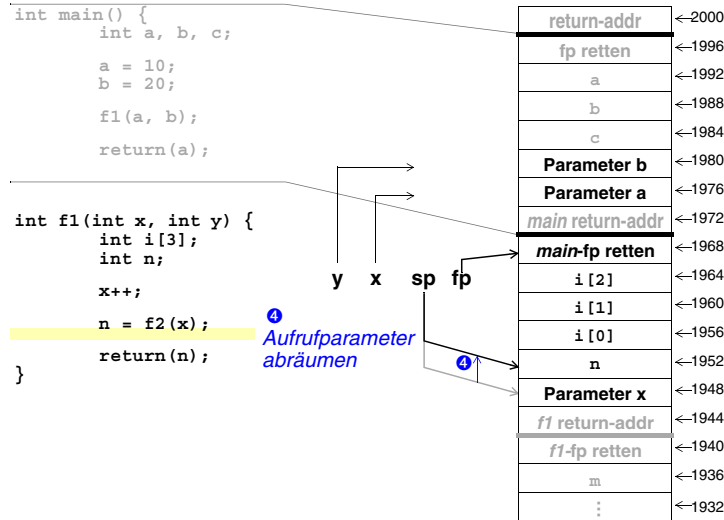 int main() {
int a, b, c;
a = 10;
b = 20;
f1(a, b);
return(a);
int f1(int x, int y) {
int i[3];
int n;
x++;
n = f2(x);
return(n);
}
y x sp fp
❹
Aufrufparameter
abräumen
❹
return-addr 2000
fp retten 1996
a 1992
b 1988
c 1984
Parameter b 1980
Parameter a 1976
main return-addr 1972
main-fp retten 1968
i[2] 1964
i[1] 1960
i[0] 1956
n 1952
Parameter x 1948
f1 return-addr 1944
f1-fp retten 1940
m 1936
⋮ 1932